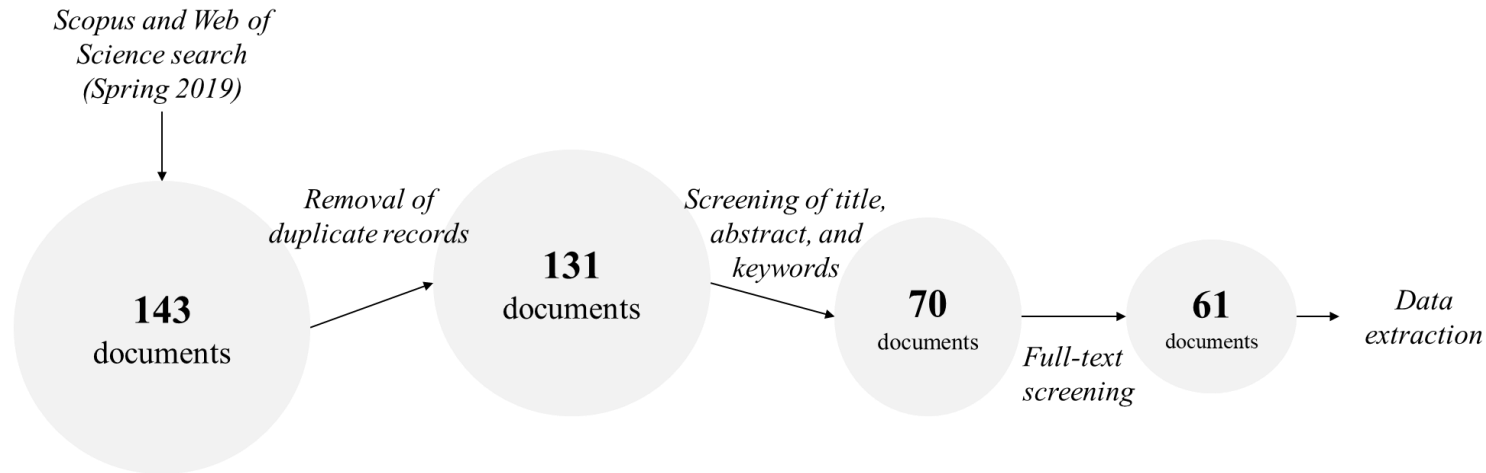 Scopus and Web of
Science search
(Spring 2019)
143
documents
Removal of
duplicate records
131
documents
Screening of title,
abstract, and
keywords
70
documents
Full-text
screening
61
documents
Data
extraction